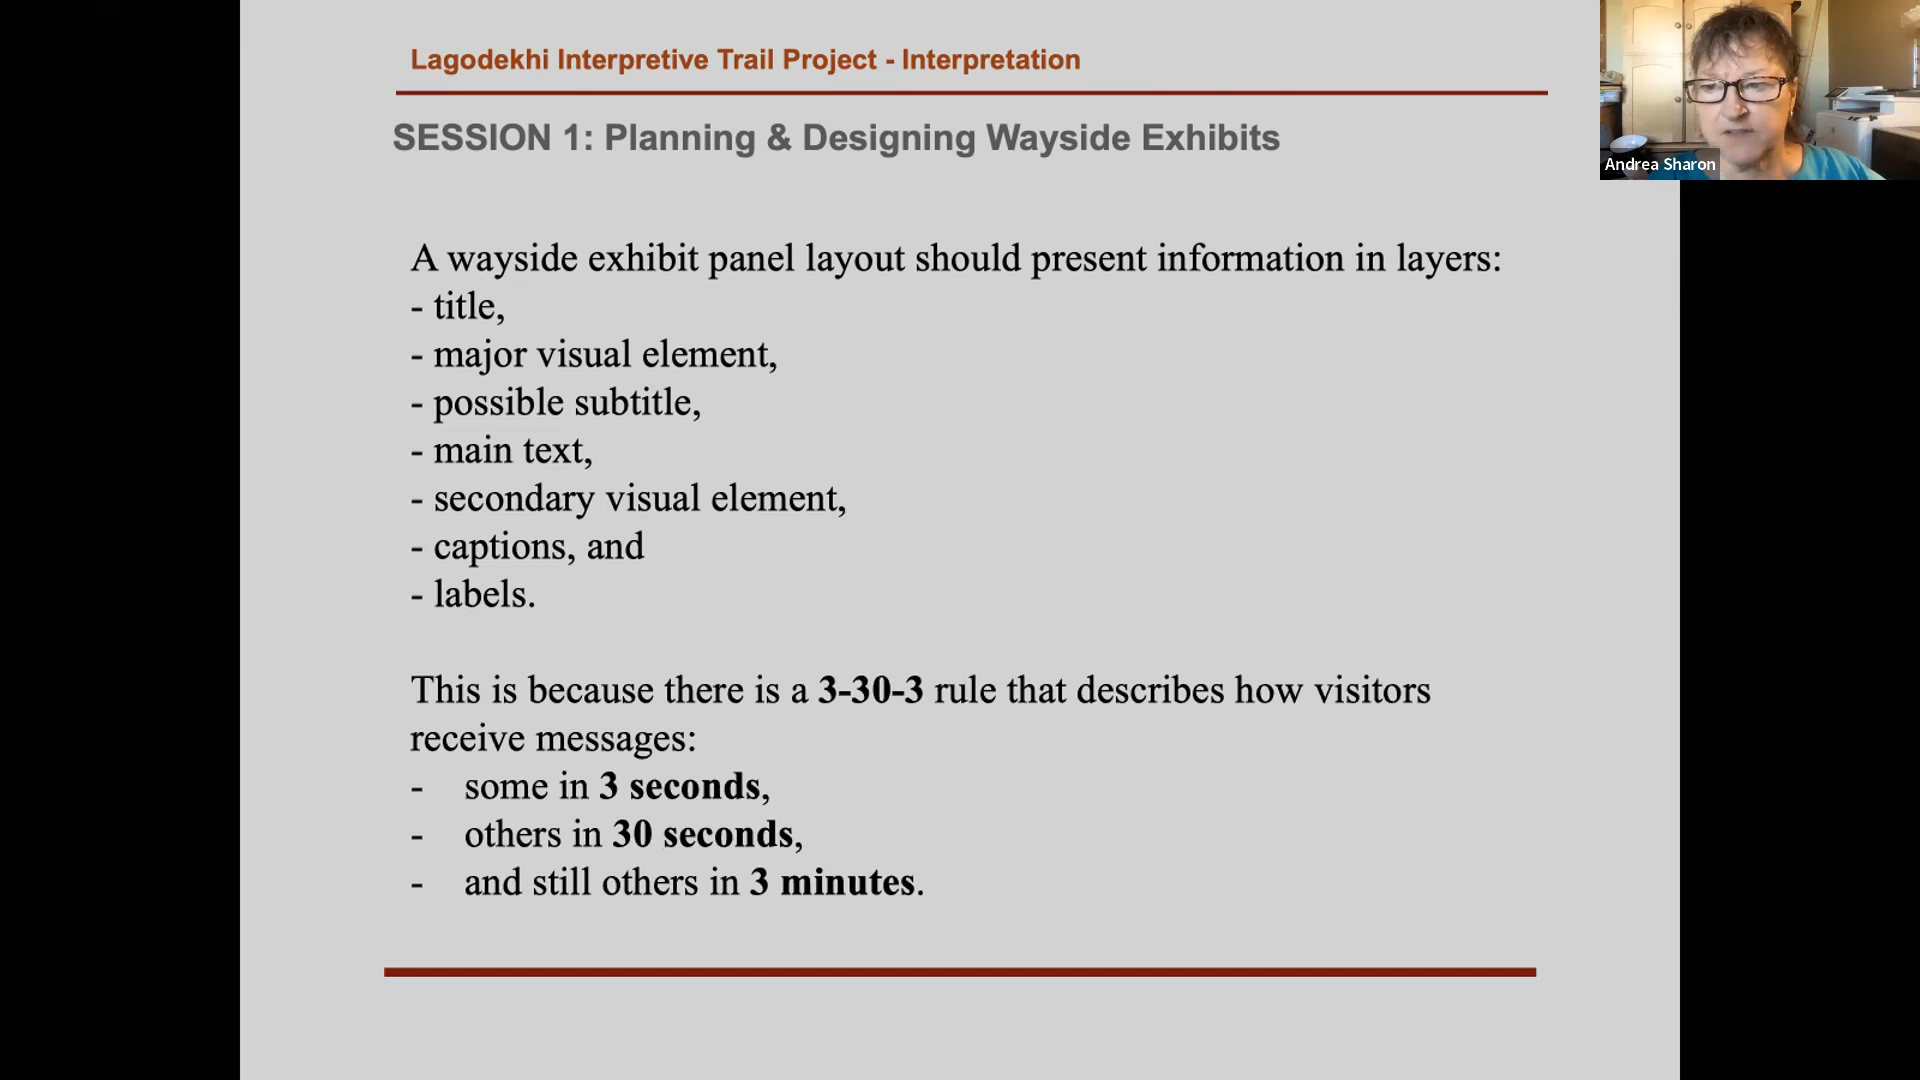 Lagodekhi Interpretive Trail Project - Interpretation
SESSION 1: Planning & Designing Wayside Exhibits
Andrea Sharon
A wayside exhibit panel layout should present information in layers:
- title,
- major visual element,
- possible subtitle,
- main text,
- secondary visual element,
- captions, and
- labels.
This is because there is a 3-30-3 rule that describes how visitors
receive messages:
- some in 3 seconds,
- others in 30 seconds,
- and still others in 3 minutes.